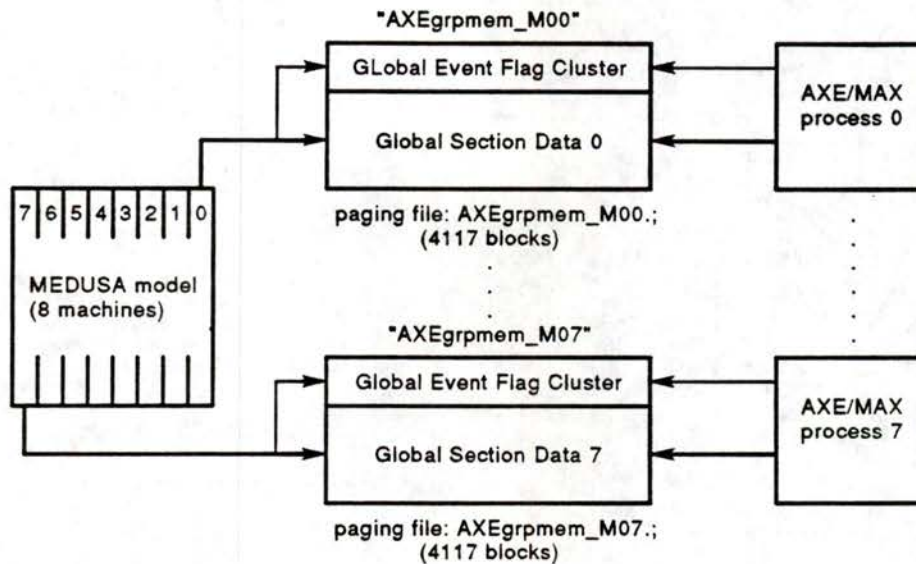 "AXEgrpmem_M00"
GLobal Event Flag Cluster
Global Section Data 0
AXE/MAX
process 0
paging file: AXEgrpmem_M00.;
(4117 blocks)
7 6 5 4 3 2 1 0
MEDUSA model
(8 machines)
"AXEgrpmem_M07"
Global Event Flag Cluster
Global Section Data 7
AXE/MAX
process 7
paging file: AXEgrpmem_M07.;
(4117 blocks)